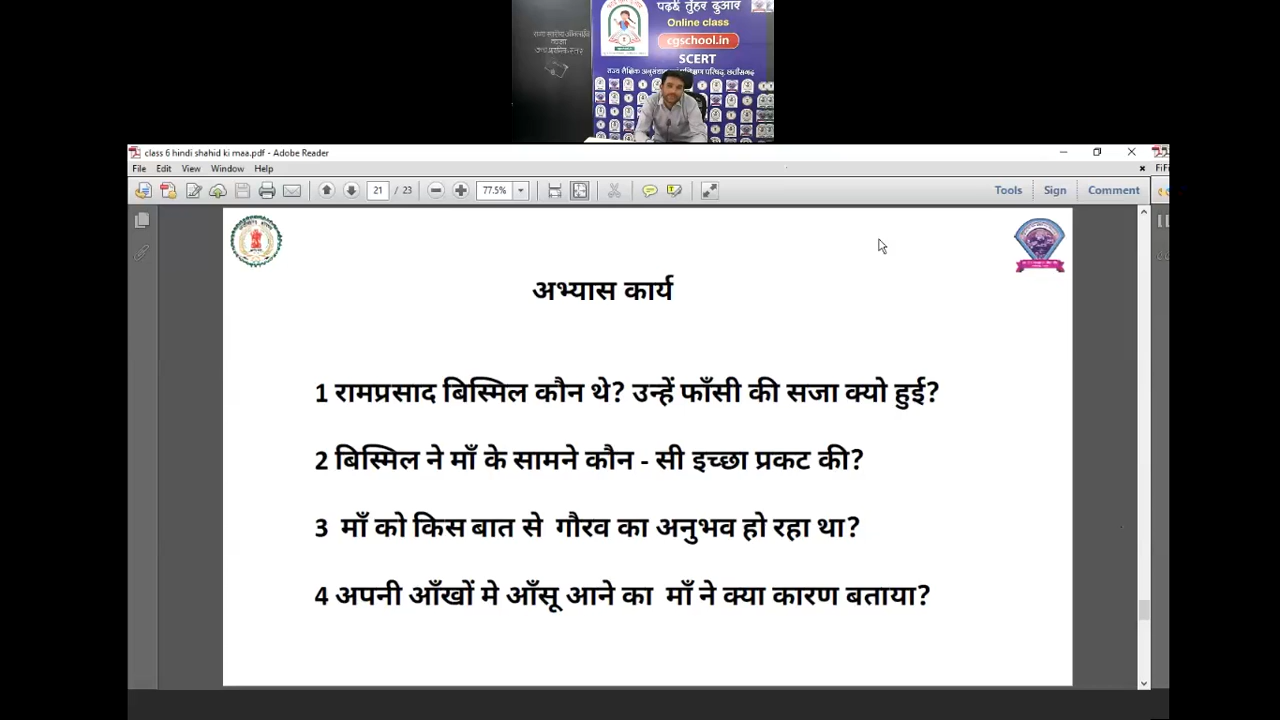 पढ़ई तुंहर दुआर
Online class
cgschool.in
SCERT
class 6 hindi shahid ki maa.pdf - Adobe Reader
File Edit View Window Help
21 / 23 77.5% Tools Sign Comment
अभ्यास कार्य
1 रामप्रसाद बिस्मिल कौन थे? उन्हें फाँसी की सजा क्यो हुई?
2 बिस्मिल ने माँ के सामने कौन - सी इच्छा प्रकट की?
3 माँ को किस बात से गौरव का अनुभव हो रहा था?
4 अपनी आँखों मे आँसू आने का माँ ने क्या कारण बताया?